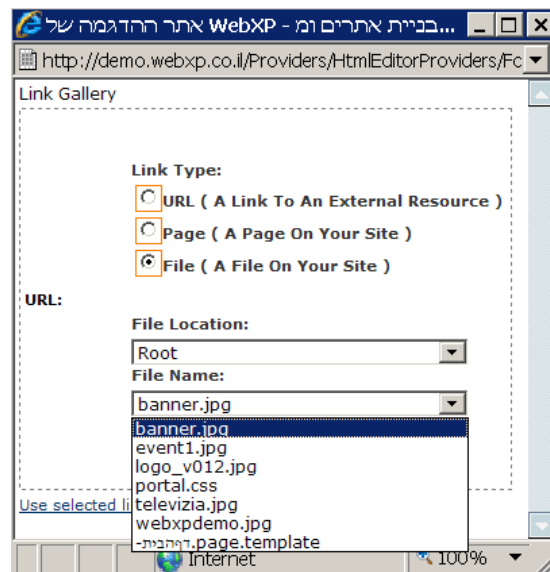 אתר ההדגמה של WebXP - בניית אתרים ומ...
http://demo.webxp.co.il/Providers/HtmlEditorProviders/Fc
Link Gallery
Link Type:
URL ( A Link To An External Resource )
Page ( A Page On Your Site )
File ( A File On Your Site )
URL:
File Location:
Root
File Name:
banner.jpg
banner.jpg
event1.jpg
logo_v012.jpg
portal.css
televizia.jpg
webxpdemo.jpg
-דףהבית.page.template
Use selected li
Internet
100%